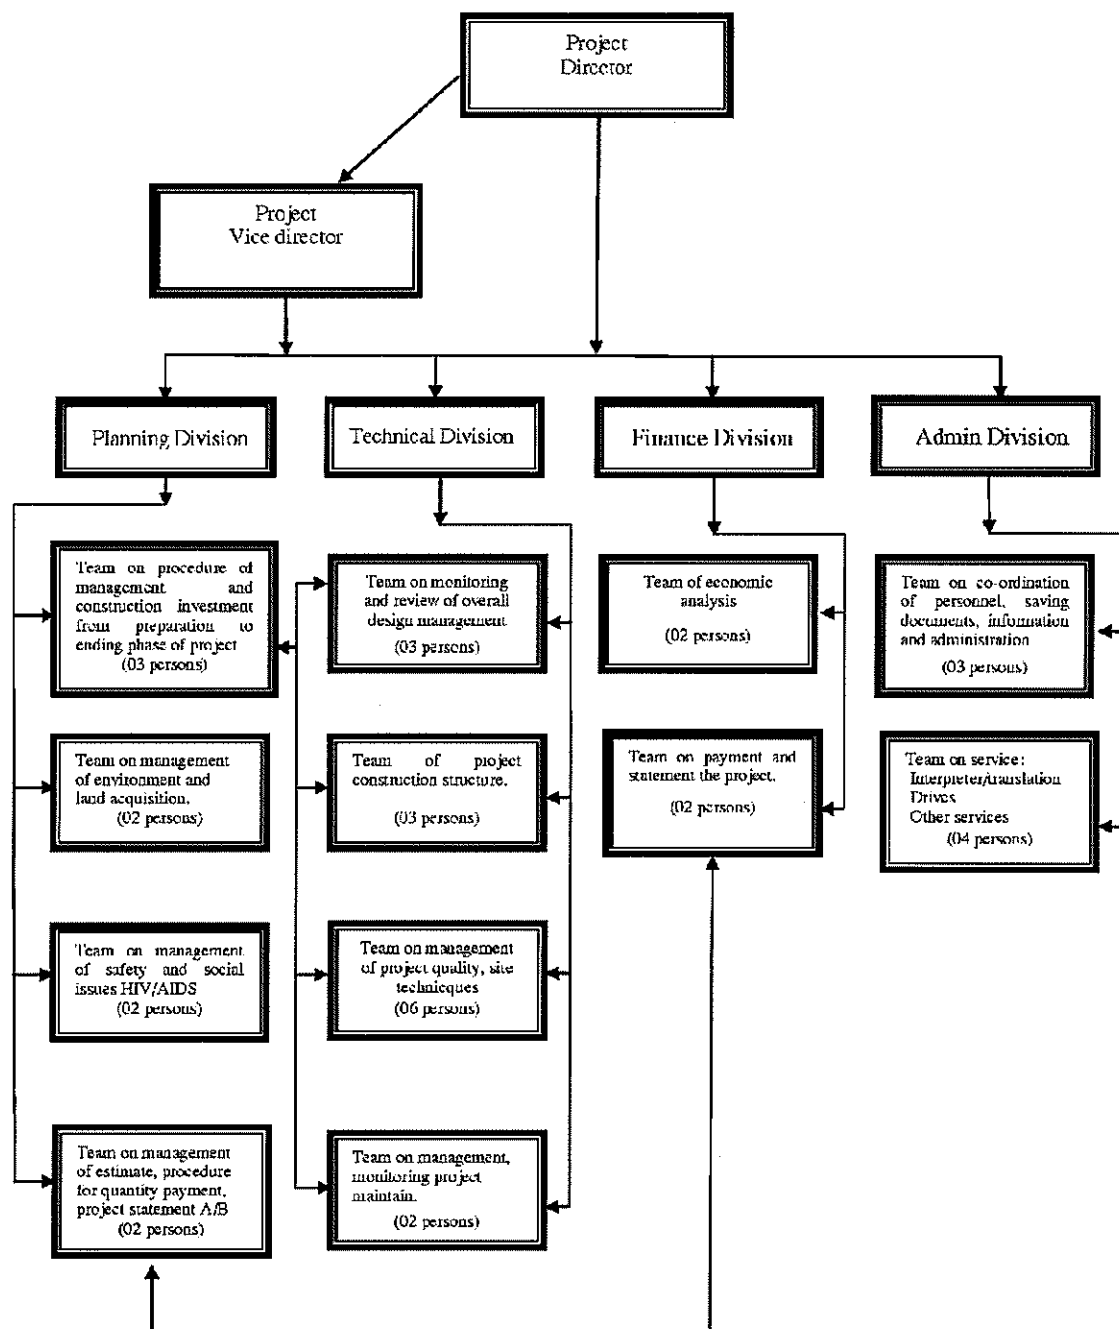 Project
Director
Project
Vice director
Planning Division
Technical Division
Finance Division
Admin Division
Team on procedure of
management and
construction investment
from preparation to
ending phase of project
(03 persons)
Team on monitoring
and review of overall
design management
(03 persons)
Team of economic
analysis
(02 persons)
Team on co-ordination
of personnel, saving
documents, information
and administration
(03 persons)
Team on management
of environment and
land acquisition.
(02 persons)
Team of project
construction structure.
(03 persons)
Team on payment and
statement the project.
(02 persons)
Team on service:
Interpreter/translation
Drives
Other services
(04 persons)
Team on management
of safety and social
issues HIV/AIDS
(02 persons)
Team on management
of project quality, site
technicques
(06 persons)
Team on management
of estimate, procedure
for quantity payment,
project statement A/B
(02 persons)
Team on management,
monitoring project
maintain.
(02 persons)